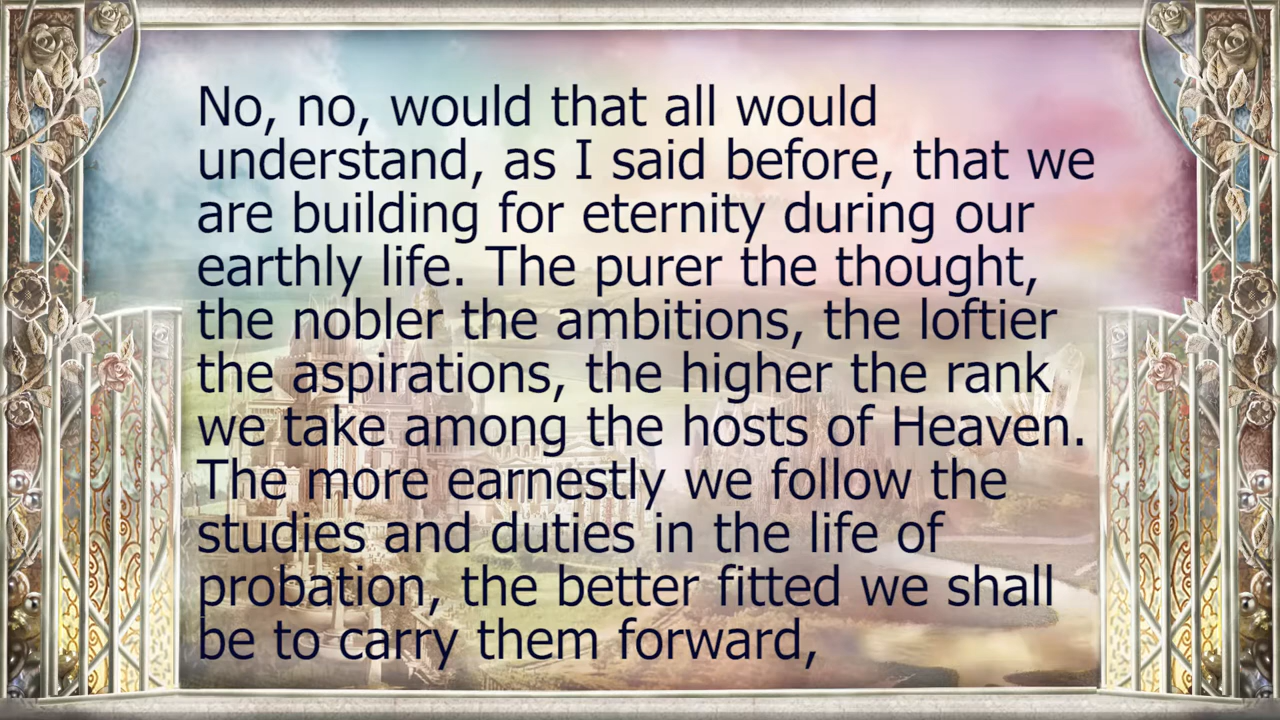 No, no, would that all would
understand, as I said before, that we
are building for eternity during our
earthly life. The purer the thought,
the nobler the ambitions, the loftier
the aspirations, the higher the rank
we take among the hosts of Heaven.
The more earnestly we follow the
studies and duties in the life of
probation, the better fitted we shall
be to carry them forward,